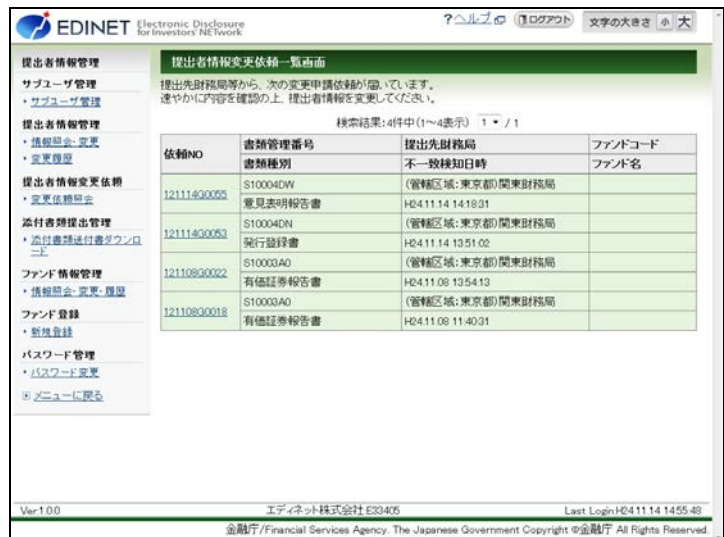 EDINET Electronic Disclosure
for Investors' NETwork
?ヘルプ ログアウト 文字の大きさ 小 大
提出者情報管理
サブユーザ管理
・サブユーザ管理
提出者情報管理
・情報照会・変更
・変更履歴
提出者情報変更依頼
・変更依頼照会
添付書類提出管理
・添付書類送付書ダウンロ
ード
ファンド情報管理
・情報照会・変更・履歴
ファンド登録
・新規登録
パスワード管理
・パスワード変更
メニューに戻る
提出者情報変更依頼一覧画面
提出先財務局等から、次の変更申請依頼が届いています。
速やかに内容を確認の上、提出者情報を変更してください。
検索結果:4件中(1～4表示) 1 / 1
依頼NO 書類管理番号 提出先財務局 ファンドコード
書類種別 不一致検知日時 ファンド名
121114G0055 S10004DW (管轄区域:東京都)関東財務局
意見表明報告書 H24.11.14 14:18:31
121114G0053 S10004DN (管轄区域:東京都)関東財務局
発行登録書 H24.11.14 13:51:02
121108G0022 S10003A0 (管轄区域:東京都)関東財務局
有価証券報告書 H24.11.08 13:54:13
121108G0018 S10003A0 (管轄区域:東京都)関東財務局
有価証券報告書 H24.11.08 11:40:31
Ver.1.0.0 エディネット株式会社:E33405 Last Login:H24.11.14 14:55:48
金融庁/Financial Services Agency. The Japanese Government Copyright ©金融庁 All Rights Reserved.